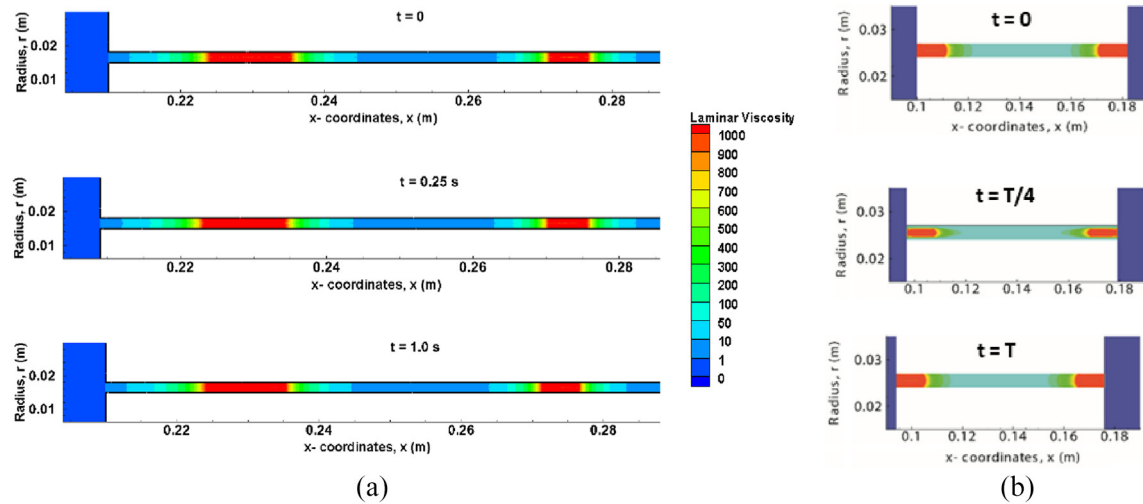 t = 0
Radius, r (m)
0.02
0.01
0.22 0.24 0.26 0.28
x- coordinates, x (m)
t = 0.25 s
Radius, r (m)
0.02
0.01
0.22 0.24 0.26 0.28
x- coordinates, x (m)
t = 1.0 s
Radius, r (m)
0.02
0.01
0.22 0.24 0.26 0.28
x- coordinates, x (m)
(a)
Laminar Viscosity
1000
900
800
700
600
500
400
300
200
100
50
10
1
0
t = 0
Radius, r (m)
0.03
0.02
0.1 0.12 0.14 0.16 0.18
x- coordinates, x (m)
t = T/4
Radius, r (m)
0.03
0.02
0.1 0.12 0.14 0.16 0.18
x- coordinates, x (m)
t = T
Radius, r (m)
0.03
0.02
0.1 0.12 0.14 0.16 0.18
x- coordinates, x (m)
(b)